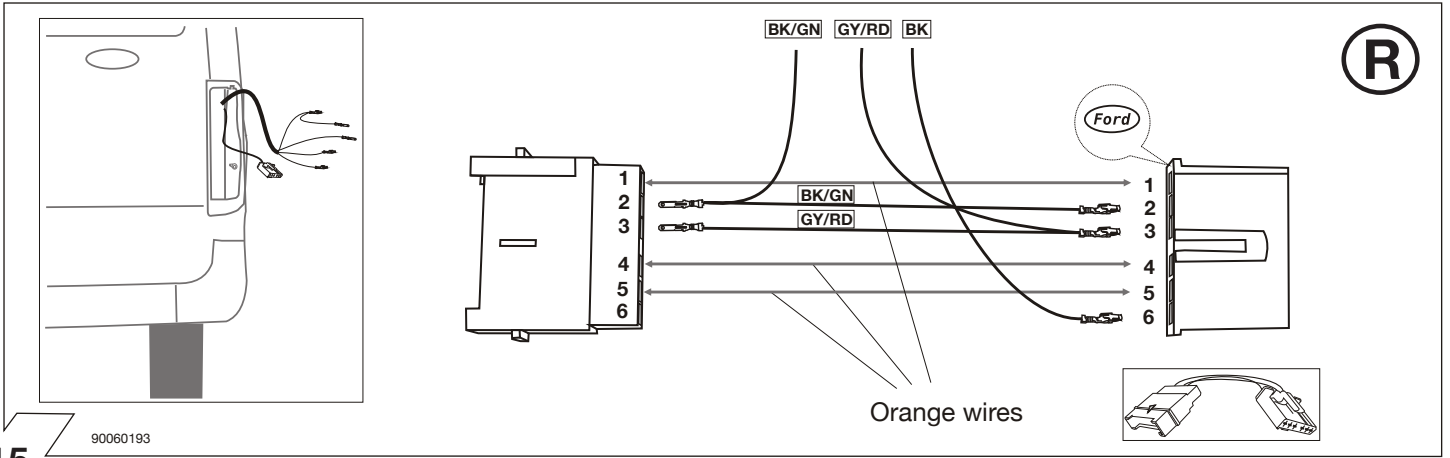 BK/GN GY/RD BK
R
Ford
1 1
2 BK/GN 2
3 GY/RD 3
4 4
5 5
6 6
Orange wires
90060193
15